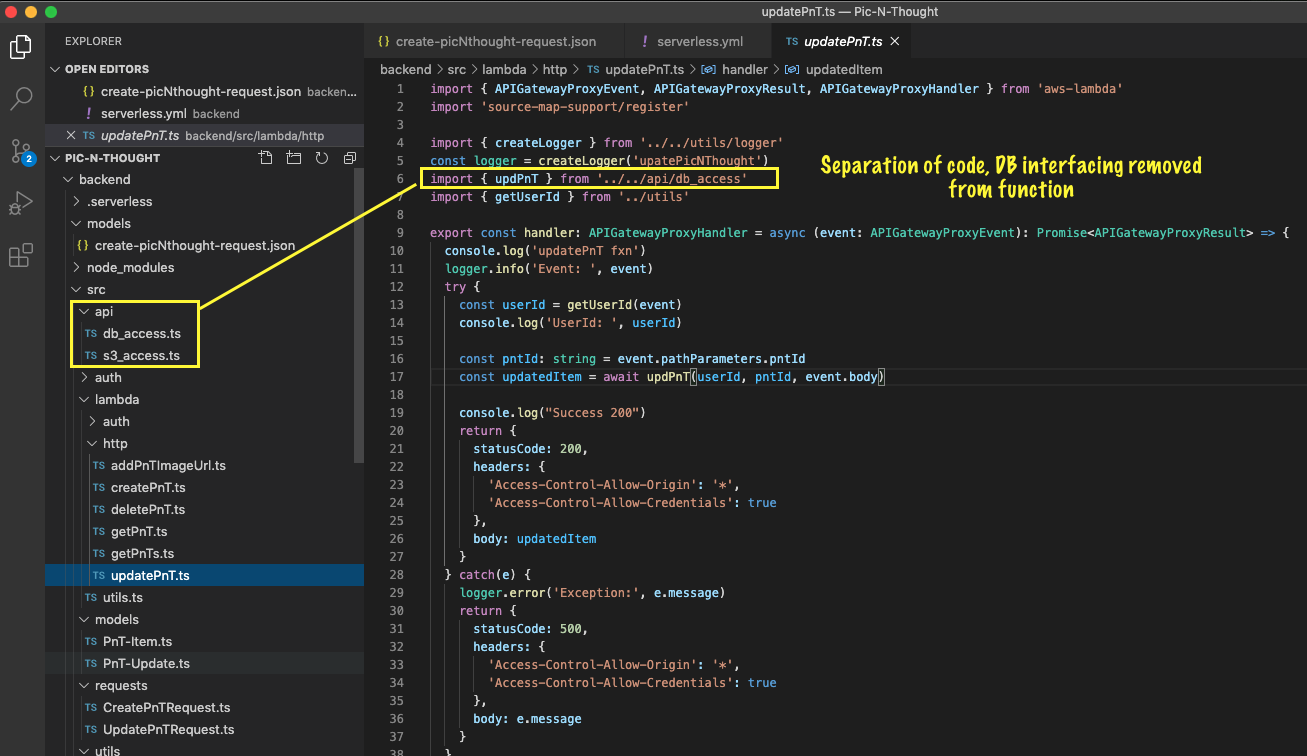 updatePnT.ts — Pic-N-Thought
EXPLORER
OPEN EDITORS
{} create-picNthought-request.json backen...
! serverless.yml backend
× TS updatePnT.ts backend/src/lambda/http
PIC-N-THOUGHT
backend
.serverless
models
{} create-picNthought-request.json
node_modules
src
api
TS db_access.ts
TS s3_access.ts
auth
lambda
auth
http
TS addPnTImageUrl.ts
TS createPnT.ts
TS deletePnT.ts
TS getPnT.ts
TS getPnTs.ts
TS updatePnT.ts
TS utils.ts
models
TS PnT-Item.ts
TS PnT-Update.ts
requests
TS CreatePnTRequest.ts
TS UpdatePnTRequest.ts
utils
2
{} create-picNthought-request.json ! serverless.yml TS updatePnT.ts ×
backend > src > lambda > http > TS updatePnT.ts > handler > updatedItem
1 import { APIGatewayProxyEvent, APIGatewayProxyResult, APIGatewayProxyHandler } from 'aws-lambda'
2 import 'source-map-support/register'
3
4 import { createLogger } from '../../utils/logger'
5 const logger = createLogger('upatePicNThought')
6 import { updPnT } from '../../api/db_access'
7 import { getUserId } from '../utils'
8
9 export const handler: APIGatewayProxyHandler = async (event: APIGatewayProxyEvent): Promise<APIGatewayProxyResult> => {
10 console.log('updatePnT fxn')
11 logger.info('Event: ', event)
12 try {
13 const userId = getUserId(event)
14 console.log('UserId: ', userId)
15
16 const pntId: string = event.pathParameters.pntId
17 const updatedItem = await updPnT(userId, pntId, event.body)
18
19 console.log("Success 200")
20 return {
21 statusCode: 200,
22 headers: {
23 'Access-Control-Allow-Origin': '*',
24 'Access-Control-Allow-Credentials': true
25 },
26 body: updatedItem
27 }
28 } catch(e) {
29 logger.error('Exception:', e.message)
30 return {
31 statusCode: 500,
32 headers: {
33 'Access-Control-Allow-Origin': '*',
34 'Access-Control-Allow-Credentials': true
35 },
36 body: e.message
37 }
38 }
Separation of code, DB interfacing removed
from function